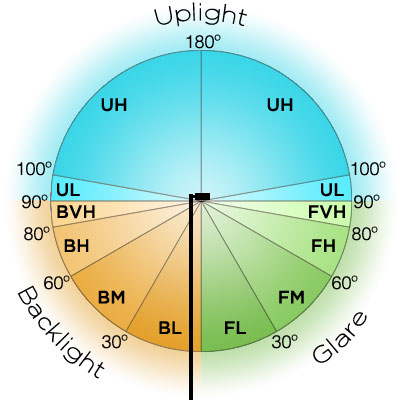 Uplight
180º
UH UH
100º 100º
UL UL
90º 90º
BVH FVH
80º 80º
BH FH
60º 60º
BM FM
BL FL
30º 30º
Backlight Glare